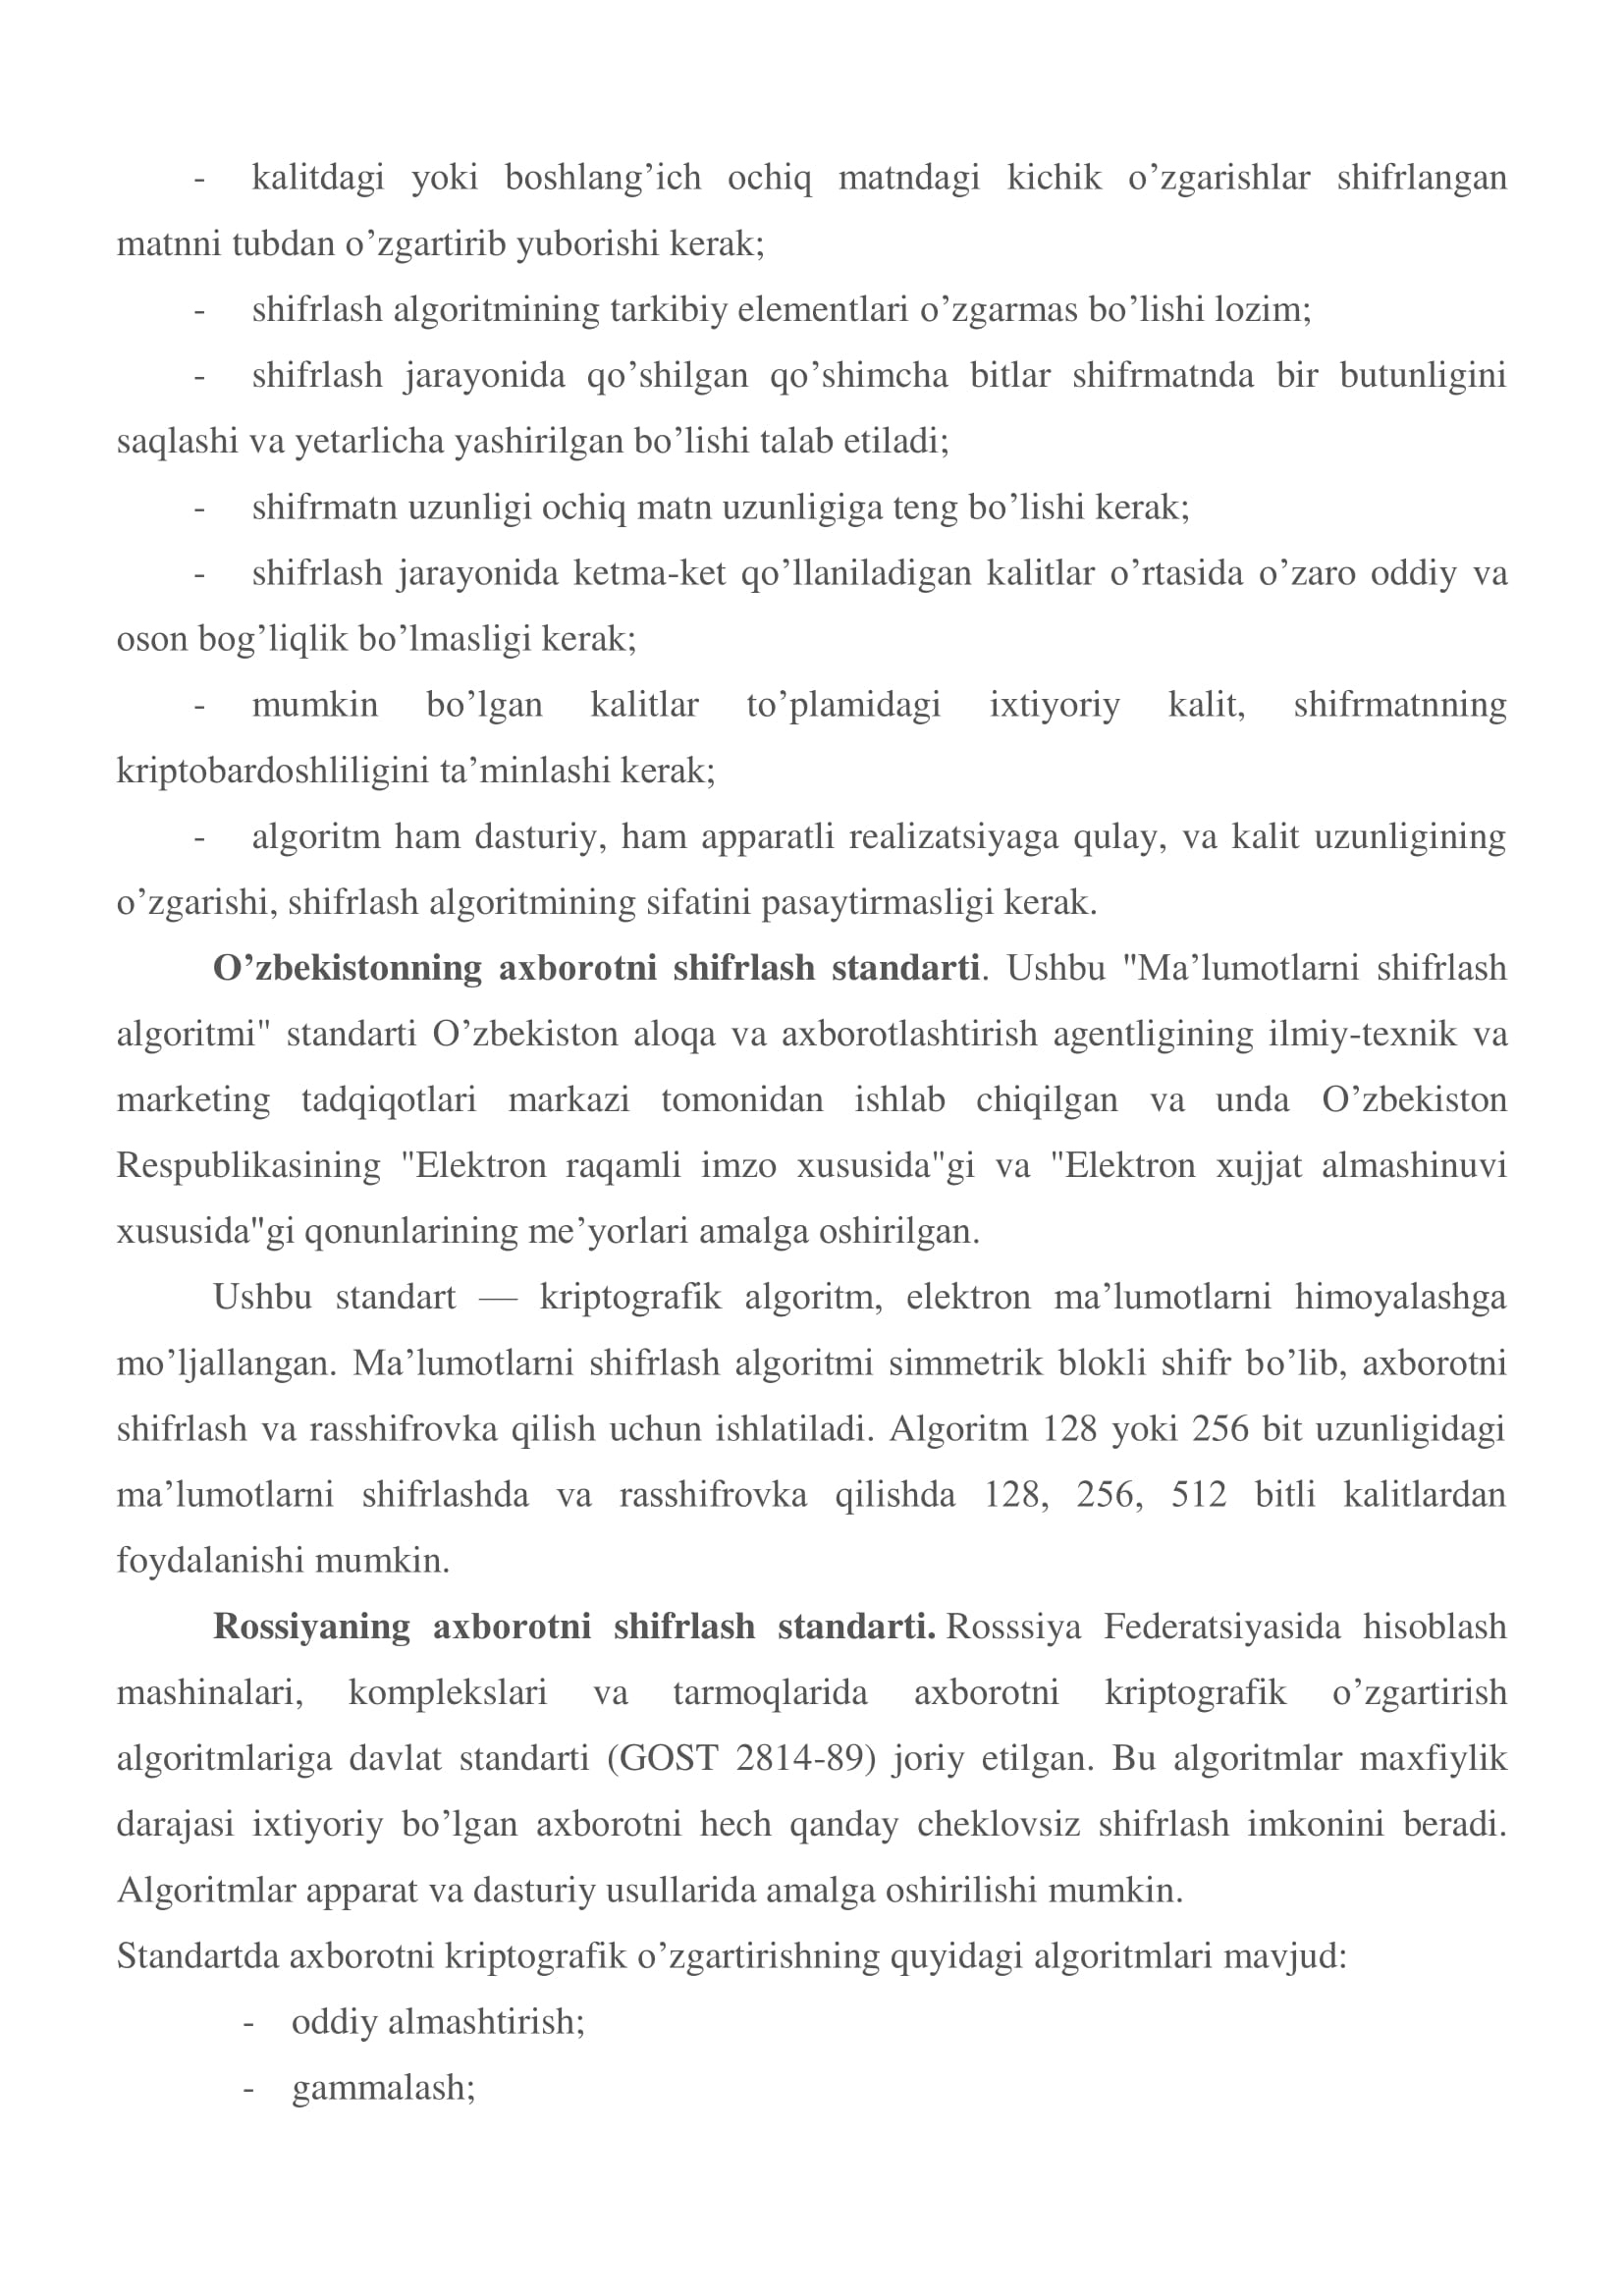 - kalitdagi yoki boshlang’ich ochiq matndagi kichik o’zgarishlar shifrlangan
matnni tubdan o’zgartirib yuborishi kerak;
- shifrlash algoritmining tarkibiy elementlari o’zgarmas bo’lishi lozim;
- shifrlash jarayonida qo’shilgan qo’shimcha bitlar shifrmatnda bir butunligini
saqlashi va yetarlicha yashirilgan bo’lishi talab etiladi;
- shifrmatn uzunligi ochiq matn uzunligiga teng bo’lishi kerak;
- shifrlash jarayonida ketma-ket qo’llaniladigan kalitlar o’rtasida o’zaro oddiy va
oson bog’liqlik bo’lmasligi kerak;
- mumkin bo’lgan kalitlar to’plamidagi ixtiyoriy kalit, shifrmatnning
kriptobardoshliligini ta’minlashi kerak;
- algoritm ham dasturiy, ham apparatli realizatsiyaga qulay, va kalit uzunligining
o’zgarishi, shifrlash algoritmining sifatini pasaytirmasligi kerak.
O’zbekistonning axborotni shifrlash standarti. Ushbu "Ma’lumotlarni shifrlash
algoritmi" standarti O’zbekiston aloqa va axborotlashtirish agentligining ilmiy-texnik va
marketing tadqiqotlari markazi tomonidan ishlab chiqilgan va unda O’zbekiston
Respublikasining "Elektron raqamli imzo xususida"gi va "Elektron xujjat almashinuvi
xususida"gi qonunlarining me’yorlari amalga oshirilgan.
Ushbu standart — kriptografik algoritm, elektron ma’lumotlarni himoyalashga
mo’ljallangan. Ma’lumotlarni shifrlash algoritmi simmetrik blokli shifr bo’lib, axborotni
shifrlash va rasshifrovka qilish uchun ishlatiladi. Algoritm 128 yoki 256 bit uzunligidagi
ma’lumotlarni shifrlashda va rasshifrovka qilishda 128, 256, 512 bitli kalitlardan
foydalanishi mumkin.
Rossiyaning axborotni shifrlash standarti. Rosssiya Federatsiyasida hisoblash
mashinalari, komplekslari va tarmoqlarida axborotni kriptografik o’zgartirish
algoritmlariga davlat standarti (GOST 2814-89) joriy etilgan. Bu algoritmlar maxfiylik
darajasi ixtiyoriy bo’lgan axborotni hech qanday cheklovsiz shifrlash imkonini beradi.
Algoritmlar apparat va dasturiy usullarida amalga oshirilishi mumkin.
Standartda axborotni kriptografik o’zgartirishning quyidagi algoritmlari mavjud:
- oddiy almashtirish;
- gammalash;